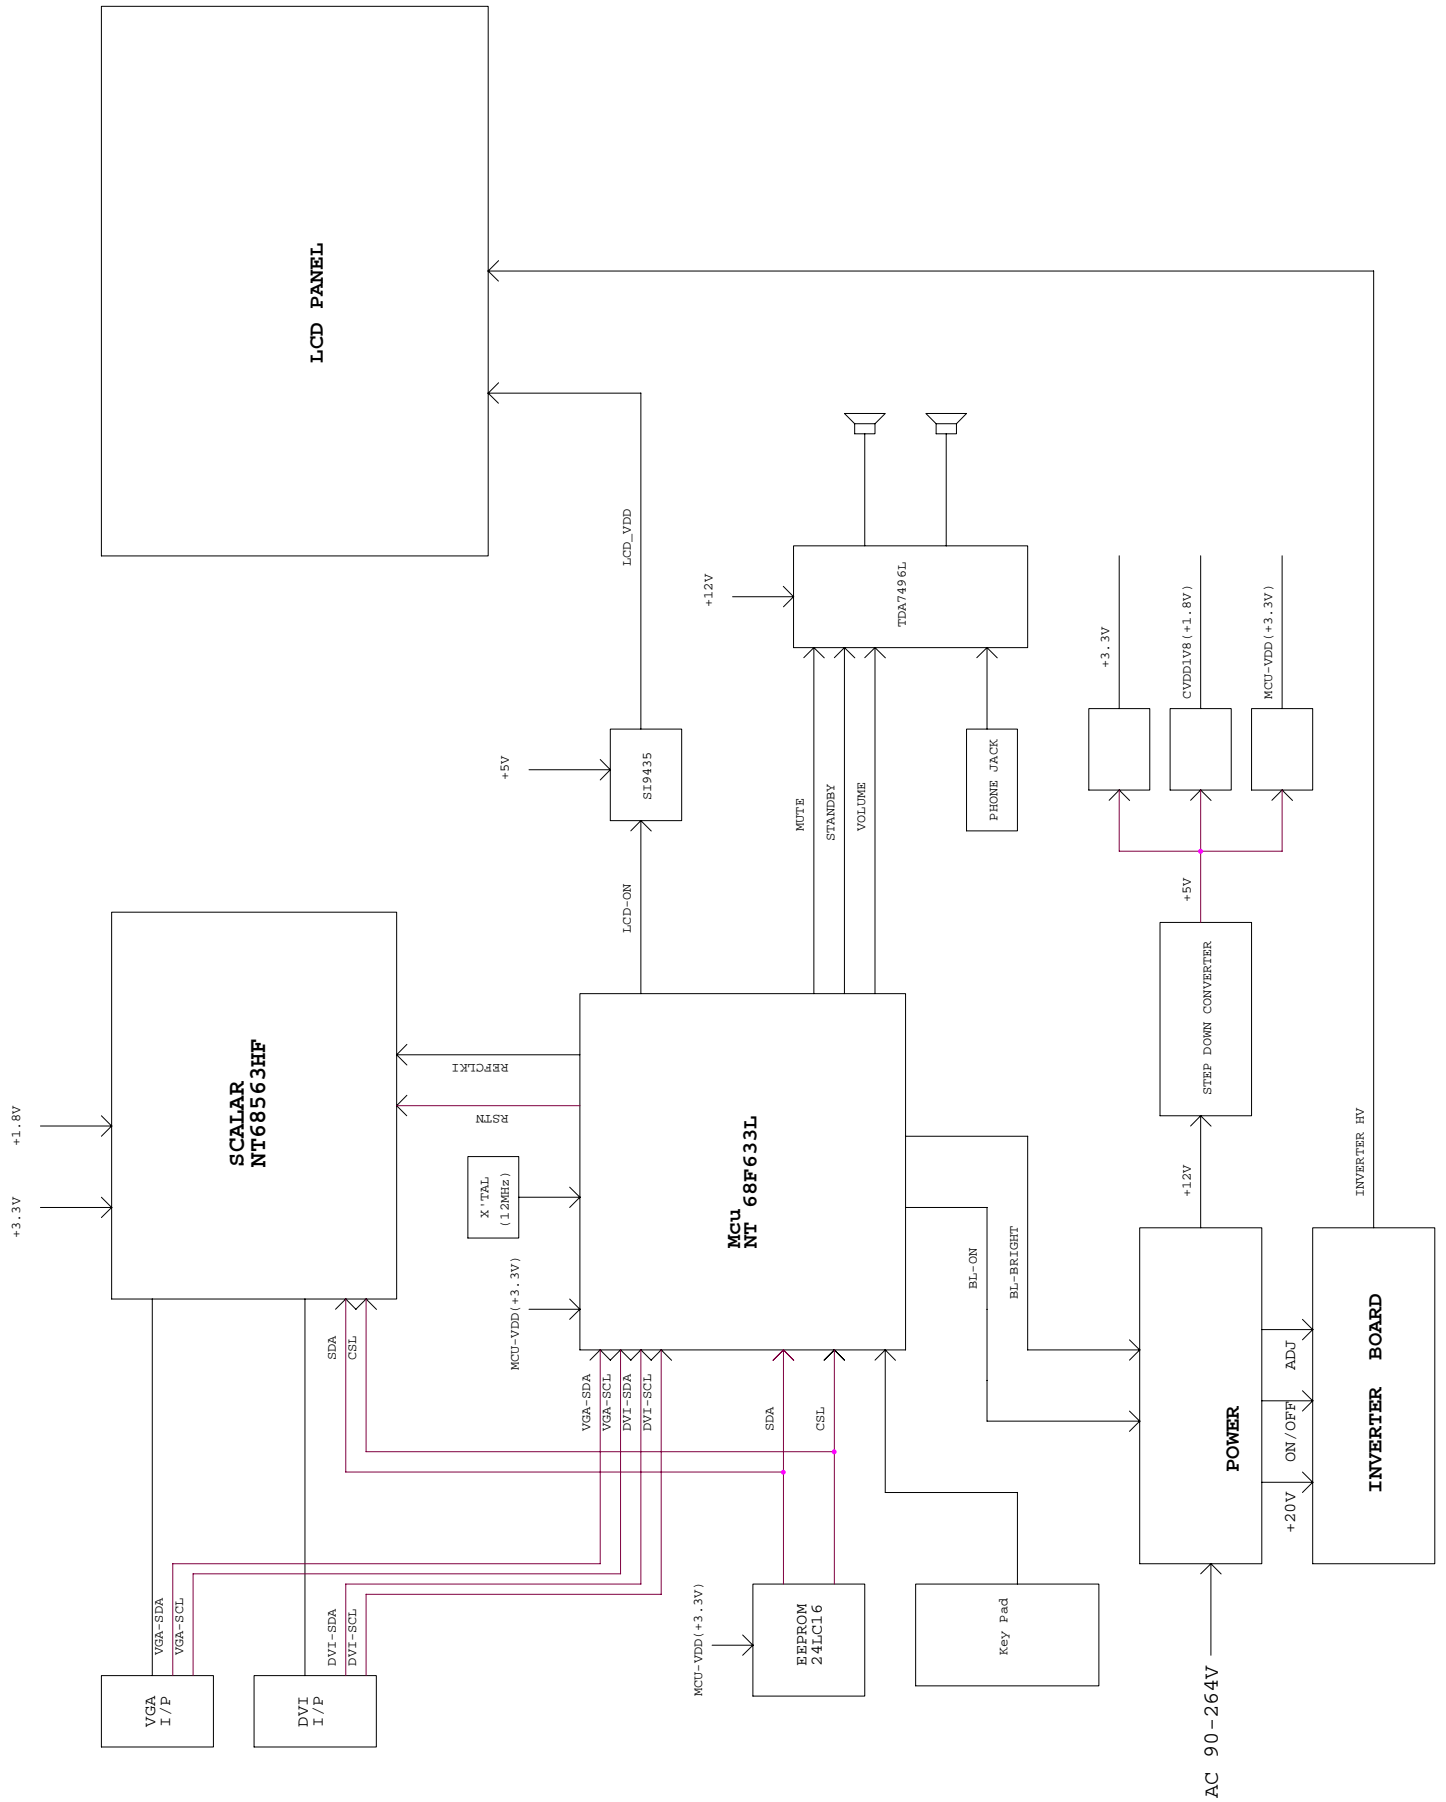 LCD PANEL
LCD_VDD
+12V
TDA7496L
+3.3V
CVDD1V8(+1.8V)
MCU-VDD(+3.3V)
+5V
SI9435
MUTE
STANDBY
VOLUME
PHONE JACK
LCD-ON
+5V
STEP DOWN CONVERTER
+1.8V
+3.3V
SCALAR
NT68563HF
REFCLKI
RSTN
X'TAL
(12MHz)
MCU-VDD(+3.3V)
Mcu
NT 68F633L
BL-ON
BL-BRIGHT
+12V
INVERTER HV
SDA
CSL
VGA-SDA
VGA-SCL
DVI-SDA
DVI-SCL
SDA
CSL
POWER
ADJ
ON/OFF
+20V
INVERTER BOARD
VGA-SDA
VGA-SCL
DVI-SDA
DVI-SCL
VGA
I/P
DVI
I/P
MCU-VDD(+3.3V)
EEPROM
24LC16
Key Pad
AC 90-264V